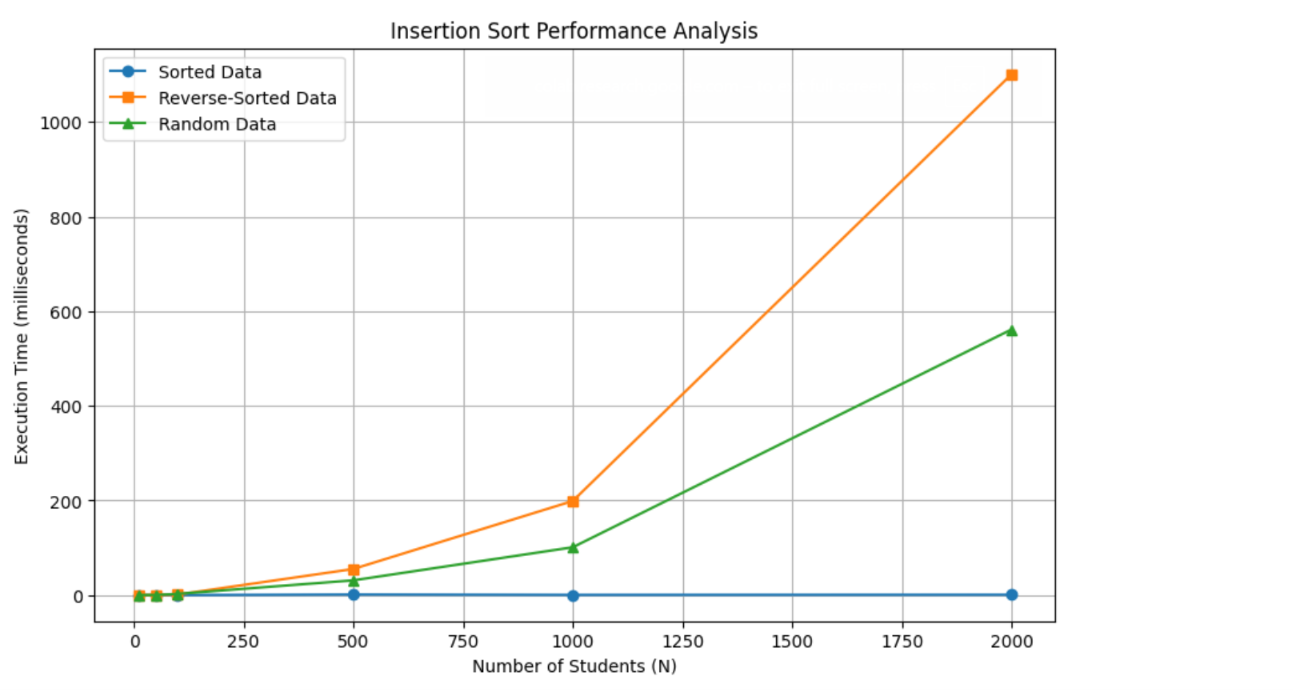 Insertion Sort Performance Analysis
Sorted Data
Reverse-Sorted Data
Random Data
Execution Time (milliseconds)
1000
800
600
400
200
0
0 250 500 750 1000 1250 1500 1750 2000
Number of Students (N)